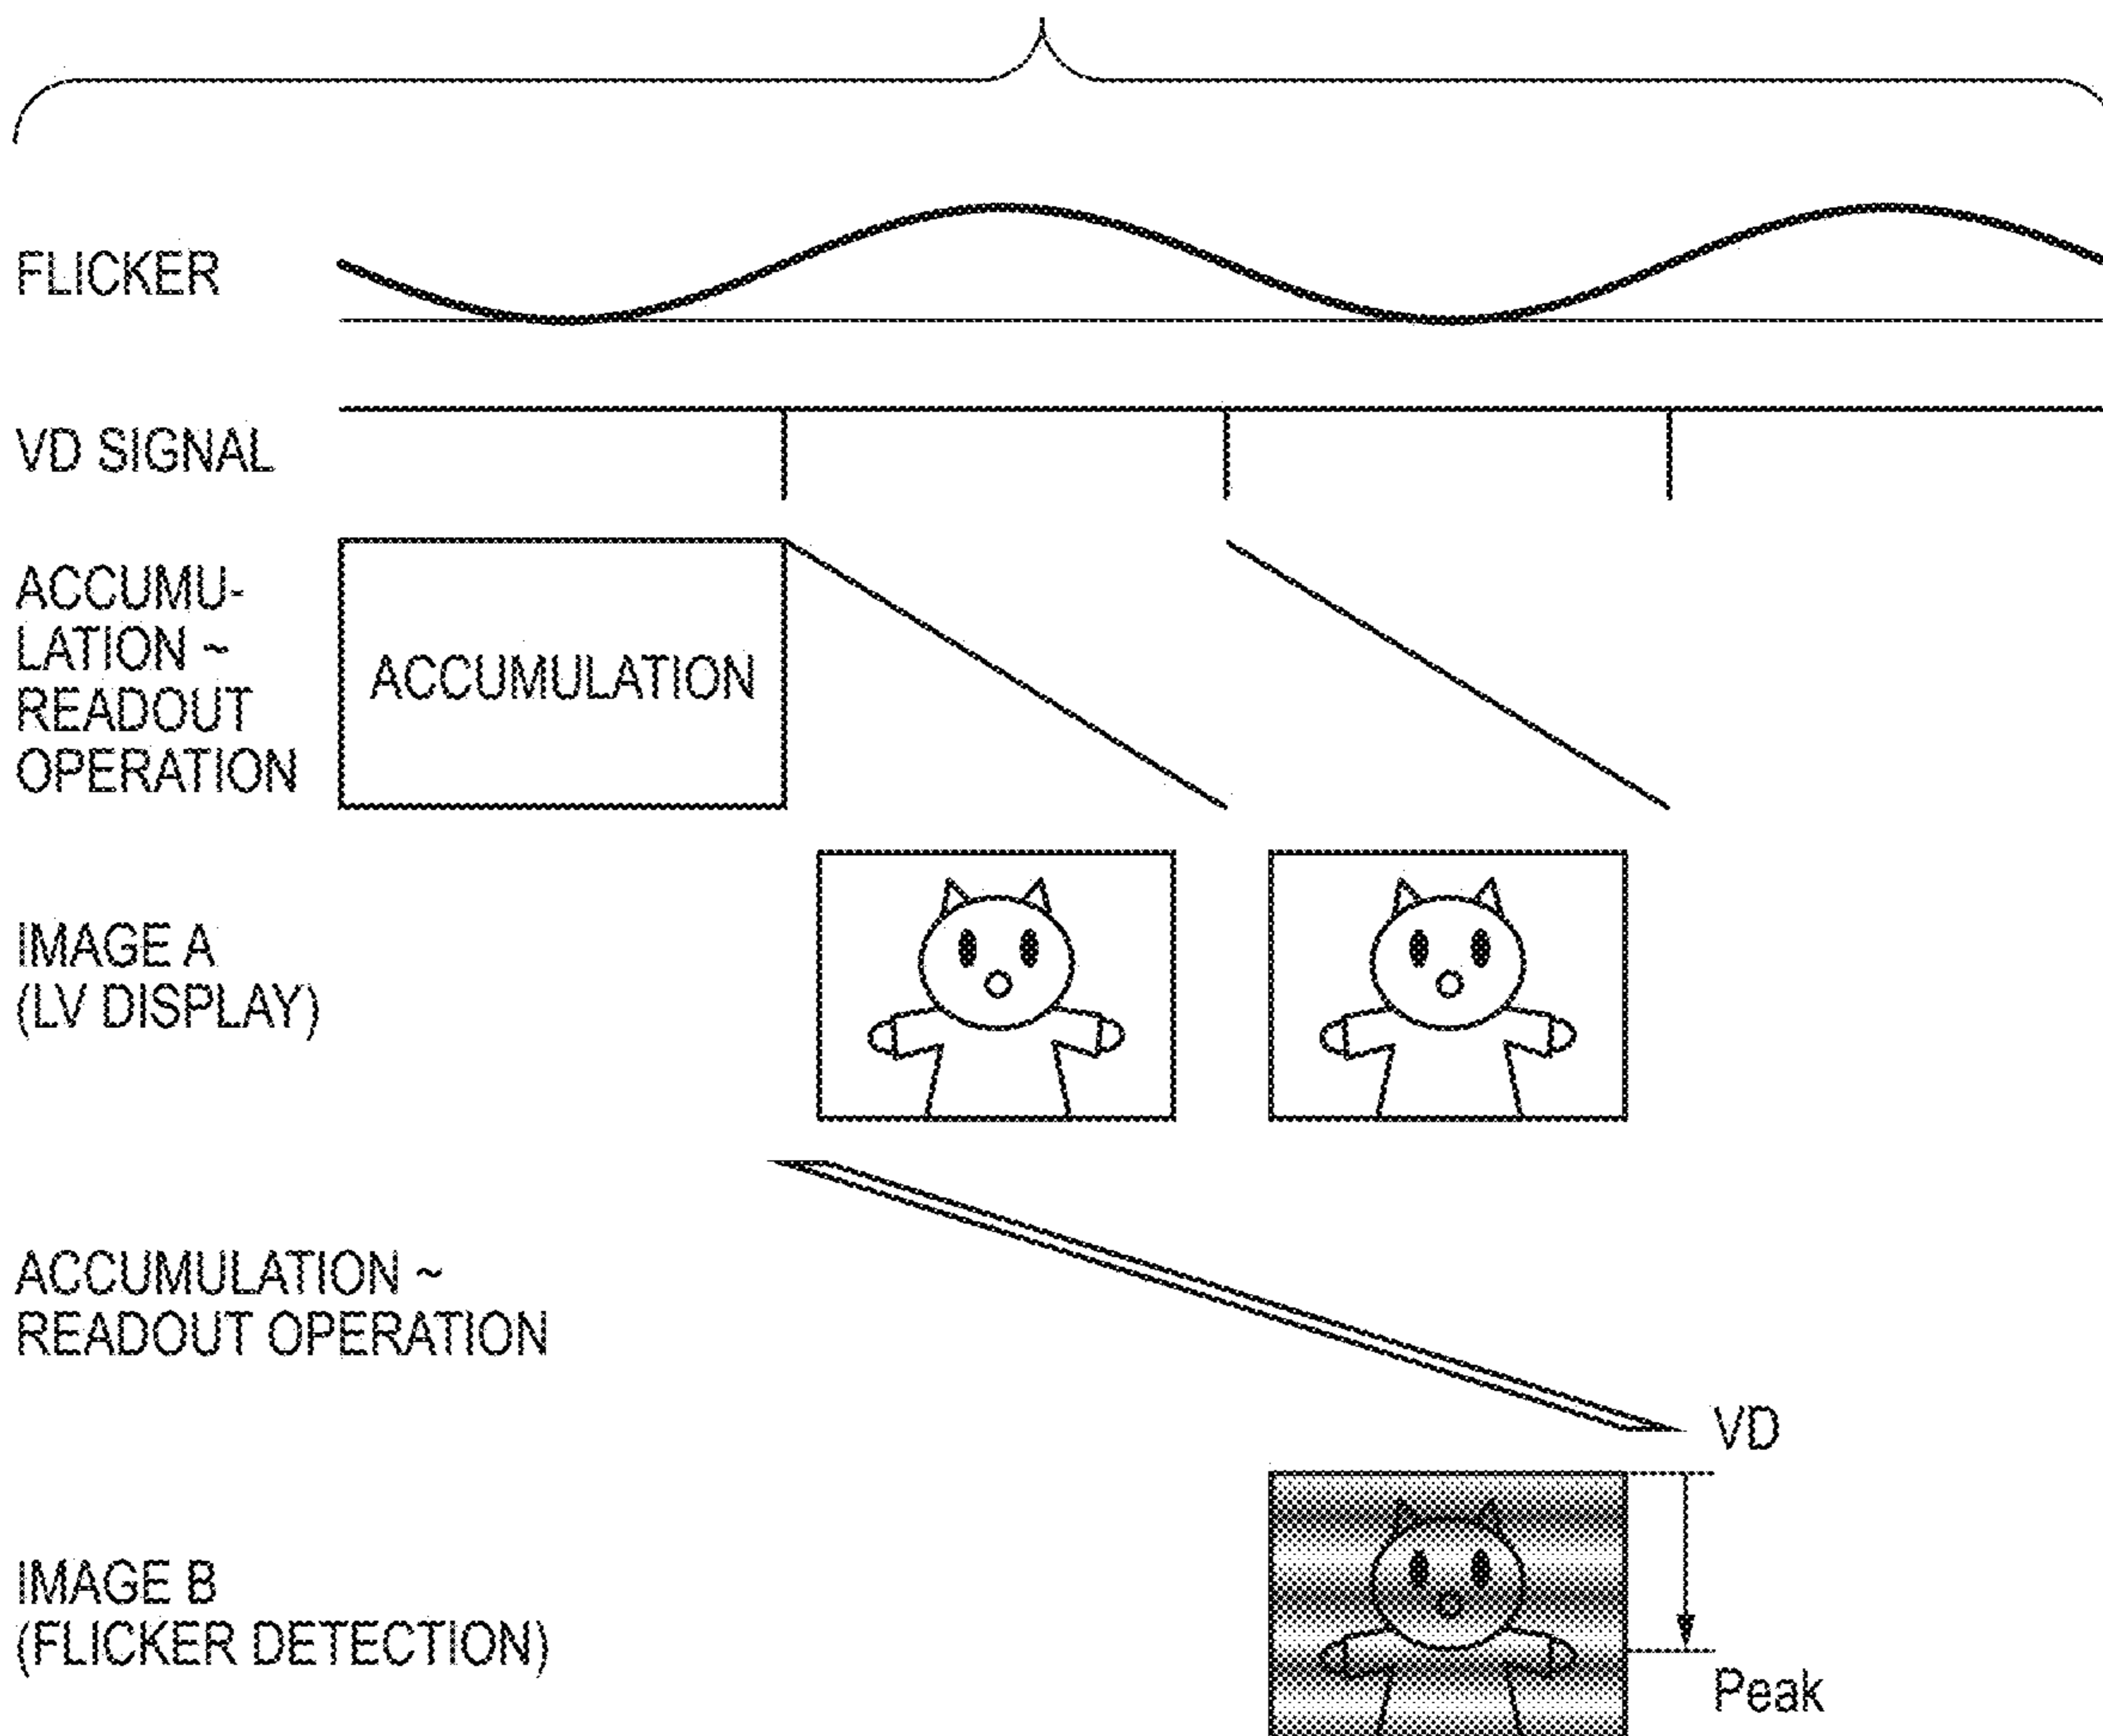 FLICKER
VD SIGNAL
ACCUMU-
LATION ~
READOUT
OPERATION
ACCUMULATION
IMAGE A
(LV DISPLAY)
ACCUMULATION ~
READOUT OPERATION
VD
IMAGE B
(FLICKER DETECTION)
Peak